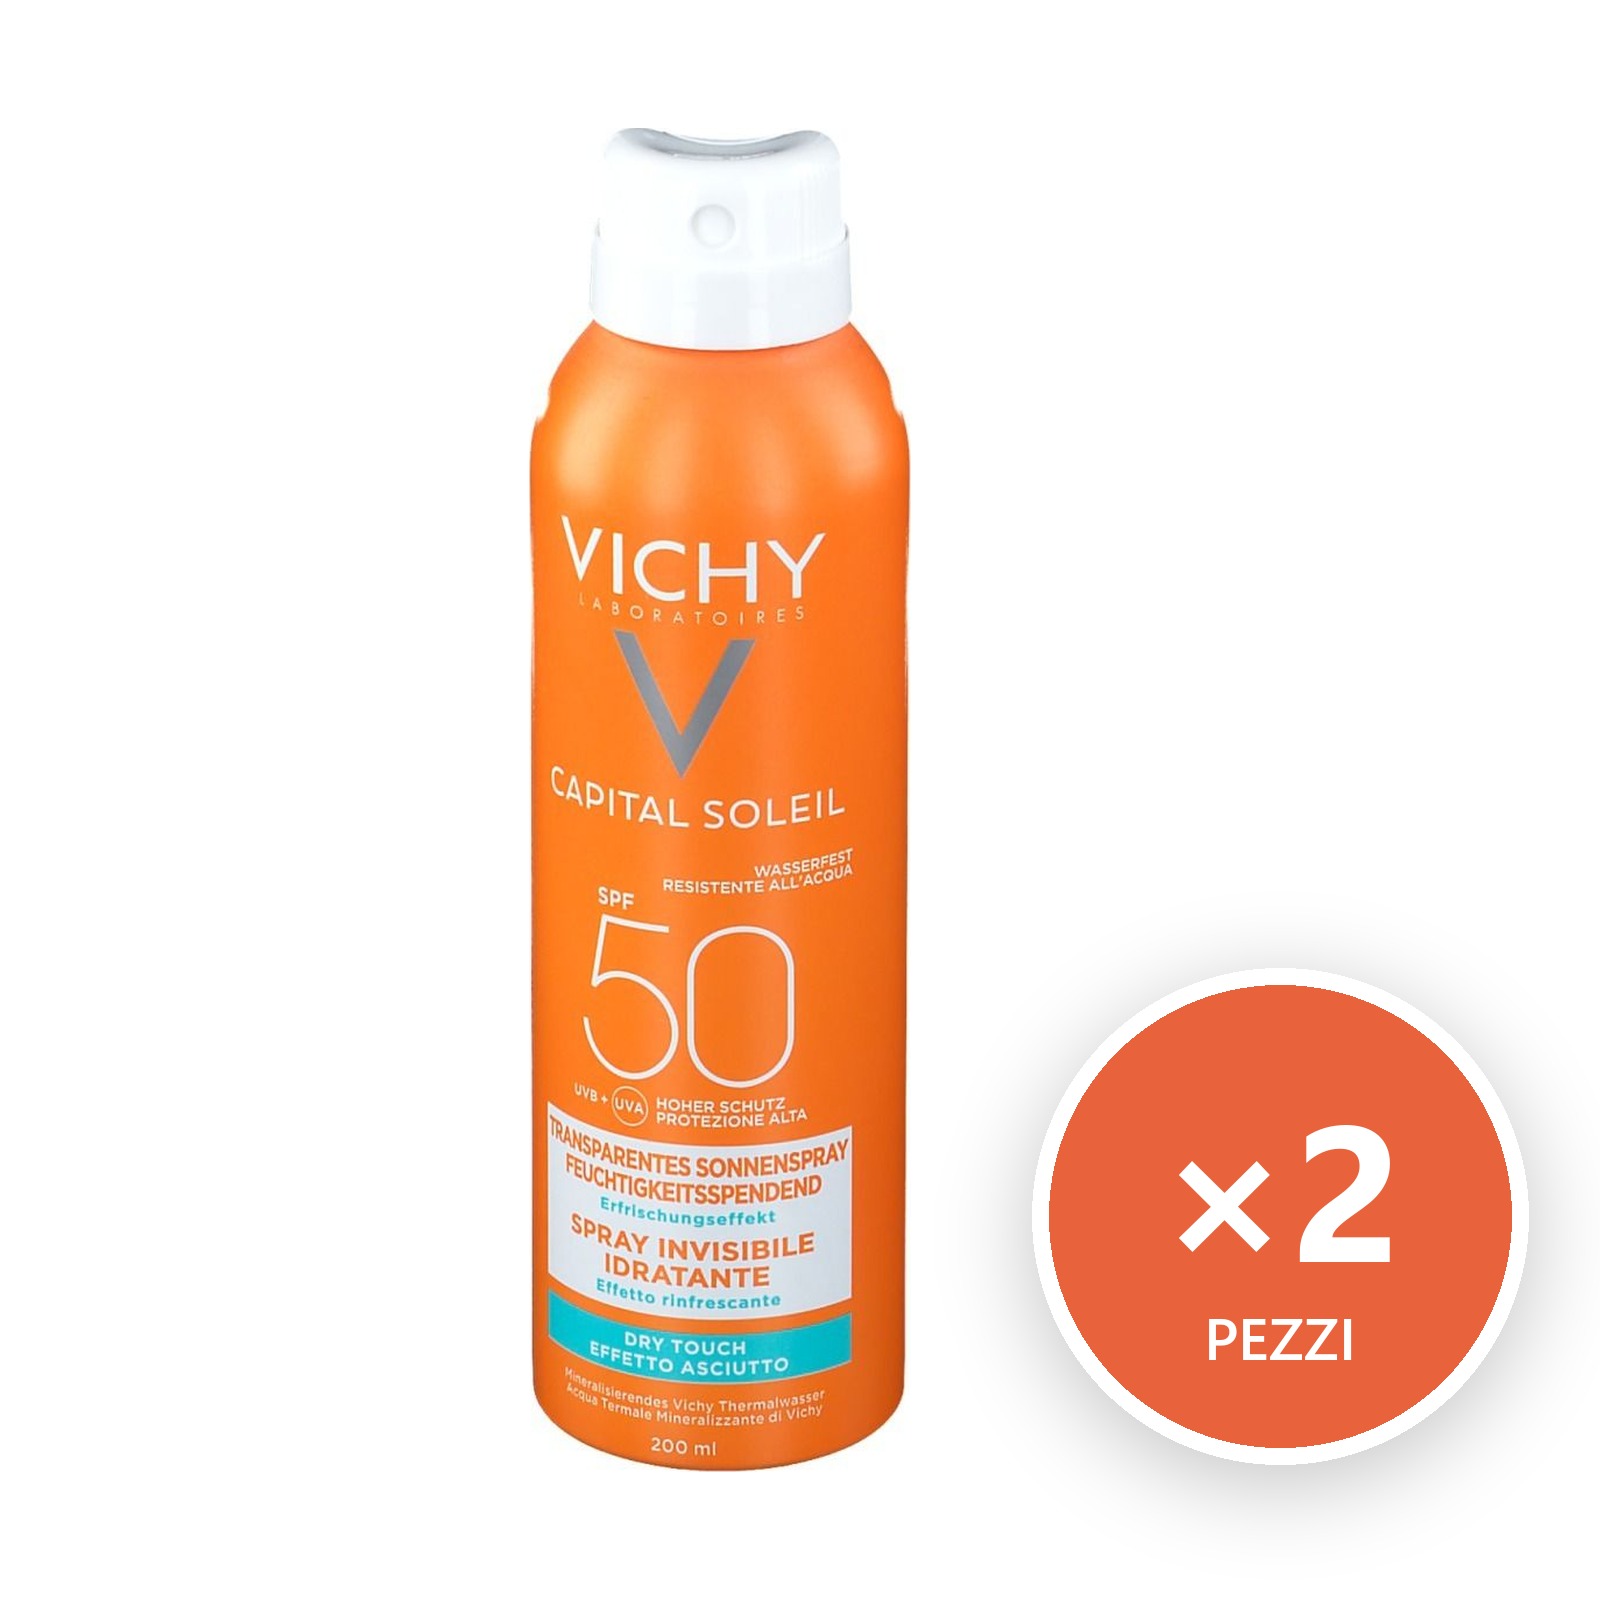 VICHY
LABORATOIRES
V
CAPITAL SOLEIL
WASSERFEST
RESISTENTE ALL'ACQUA
SPF
50
UVB + UVA HOHER SCHUTZ
PROTEZIONE ALTA
TRANSPARENTES SONNENSPRAY
FEUCHTIGKEITSSPENDEND
Erfrischungseffekt
SPRAY INVISIBILE
IDRATANTE
Effetto rinfrescante
DRY TOUCH
EFFETTO ASCIUTTO
Mineralisierendes Vichy Thermalwasser
Acqua Termale Mineralizzante di Vichy
200 ml
×2
PEZZI